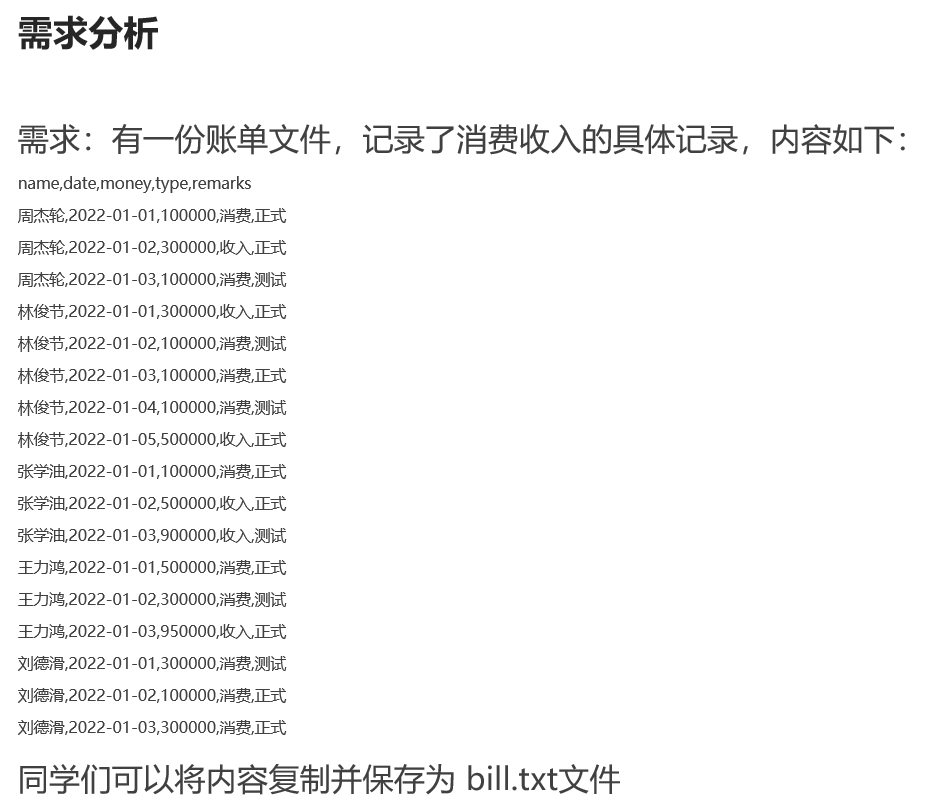 需求分析
需求：有一份账单文件，记录了消费收入的具体记录，内容如下：
name,date,money,type,remarks
周杰轮,2022-01-01,100000,消费,正式
周杰轮,2022-01-02,300000,收入,正式
周杰轮,2022-01-03,100000,消费,测试
林俊节,2022-01-01,300000,收入,正式
林俊节,2022-01-02,100000,消费,测试
林俊节,2022-01-03,100000,消费,正式
林俊节,2022-01-04,100000,消费,测试
林俊节,2022-01-05,500000,收入,正式
张学油,2022-01-01,100000,消费,正式
张学油,2022-01-02,500000,收入,正式
张学油,2022-01-03,900000,收入,测试
王力鸿,2022-01-01,500000,消费,正式
王力鸿,2022-01-02,300000,消费,测试
王力鸿,2022-01-03,950000,收入,正式
刘德滑,2022-01-01,300000,消费,测试
刘德滑,2022-01-02,100000,消费,正式
刘德滑,2022-01-03,300000,消费,正式
同学们可以将内容复制并保存为 bill.txt文件